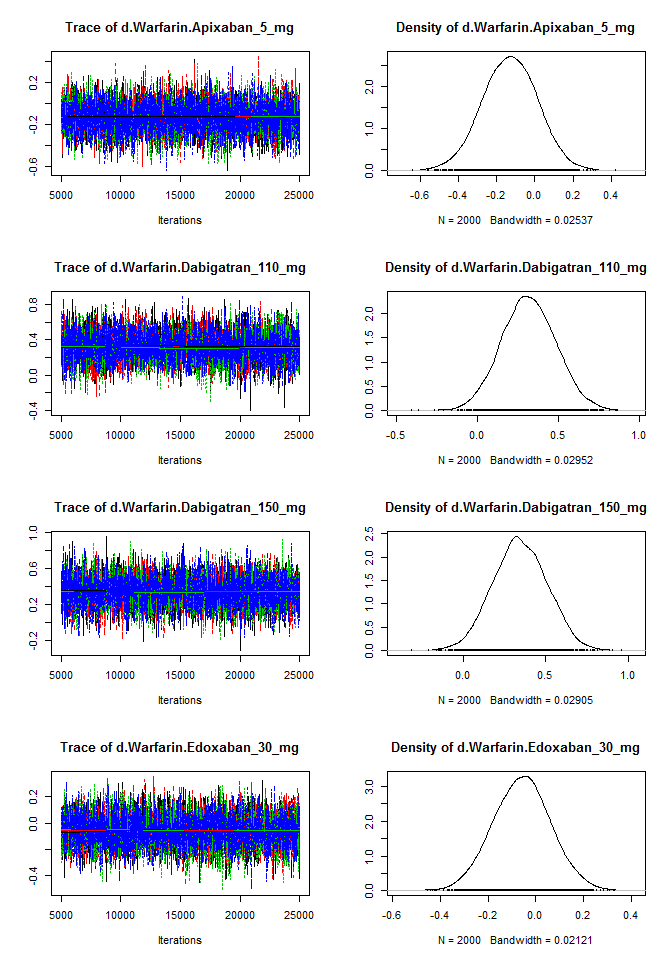 Trace of d.Warfarin.Apixaban_5_mg
0.2
-0.2
-0.6
5000 10000 15000 20000 25000
Iterations
Density of d.Warfarin.Apixaban_5_mg
2.0
1.0
0.0
-0.6 -0.4 -0.2 0.0 0.2 0.4
N = 2000 Bandwidth = 0.02537
Trace of d.Warfarin.Dabigatran_110_mg
0.8
0.4
0.0
-0.4
5000 10000 15000 20000 25000
Iterations
Density of d.Warfarin.Dabigatran_110_mg
2.0
1.5
1.0
0.5
0.0
-0.5 0.0 0.5 1.0
N = 2000 Bandwidth = 0.02952
Trace of d.Warfarin.Dabigatran_150_mg
1.0
0.6
0.2
-0.2
5000 10000 15000 20000 25000
Iterations
Density of d.Warfarin.Dabigatran_150_mg
2.5
2.0
1.5
1.0
0.5
0.0
0.0 0.5 1.0
N = 2000 Bandwidth = 0.02905
Trace of d.Warfarin.Edoxaban_30_mg
0.2
0.0
-0.4
5000 10000 15000 20000 25000
Iterations
Density of d.Warfarin.Edoxaban_30_mg
3.0
2.0
1.0
0.0
-0.6 -0.4 -0.2 0.0 0.2 0.4
N = 2000 Bandwidth = 0.02121